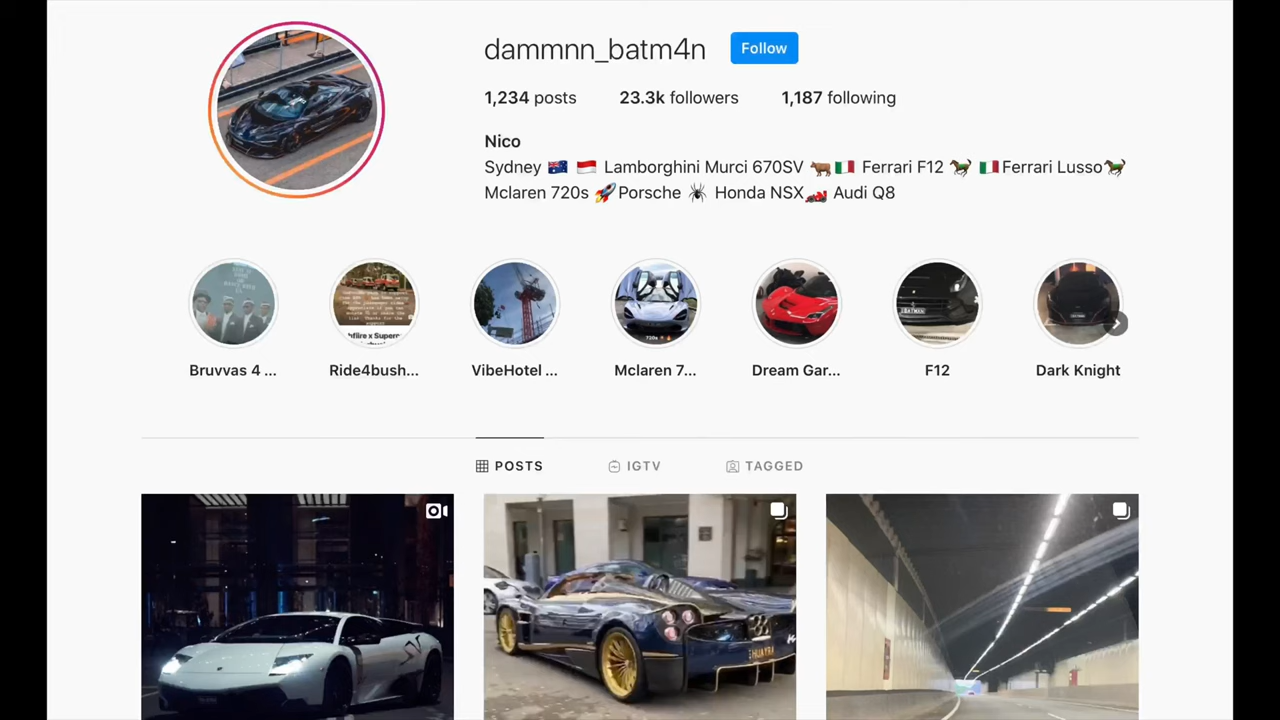 dammnn_batm4n Follow
1,234 posts 23.3k followers 1,187 following
Nico
Sydney 🇦🇺 🇮🇩 Lamborghini Murci 670SV 🐂🇮🇹 Ferrari F12 🐎 🇮🇹Ferrari Lusso🐎
Mclaren 720s 🚀Porsche 🕷 Honda NSX🏎 Audi Q8
Bruvvas 4 ... Ride4bush... VibeHotel ... Mclaren 7... Dream Gar... F12 Dark Knight
POSTS IGTV TAGGED
HUAYRA